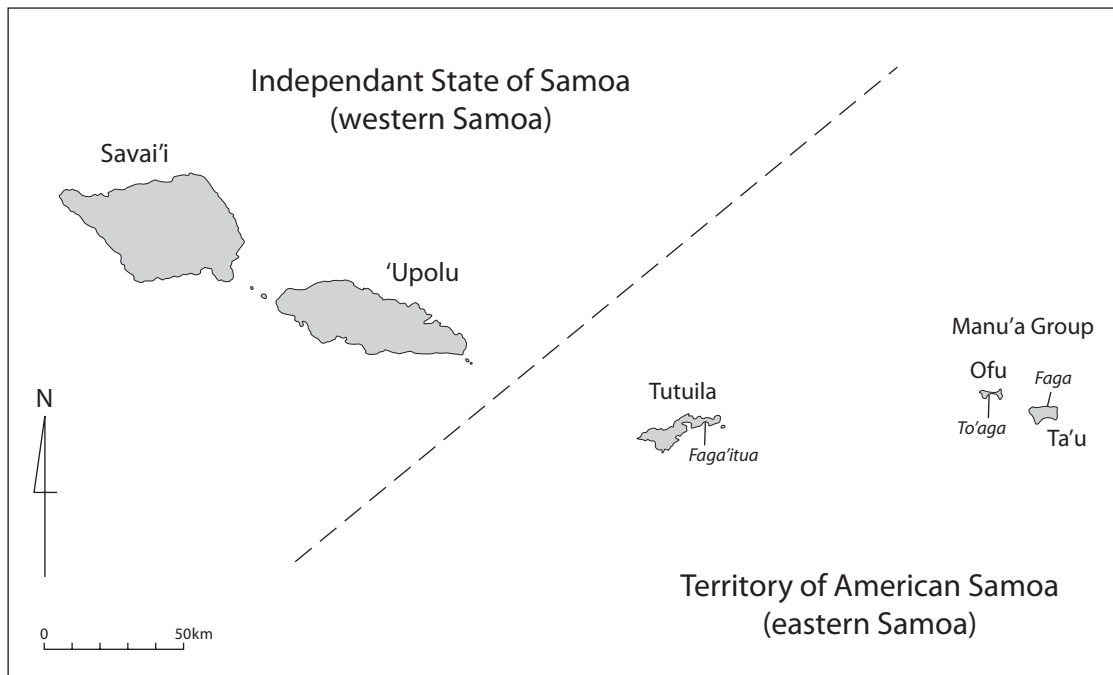 Independant State of Samoa
(western Samoa)
Savai'i
'Upolu
Manu'a Group
Ofu
Faga
Tutuila
To'aga
Ta'u
Faga'itua
N
Territory of American Samoa
(eastern Samoa)
0 50km